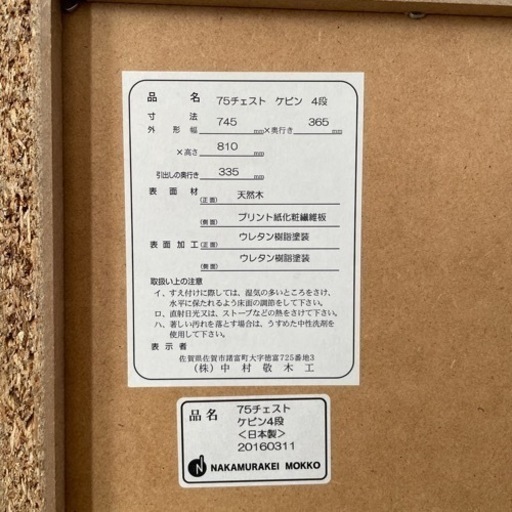 品名 75チェスト ケビン 4段
寸法
外形幅 745 mm ×奥行き 365 mm
×高さ 810 mm
引出しの奥行き 335 mm
表面材 (正面) 天然木
(側面) プリント紙化粧繊維板
表面加工 (正面) ウレタン樹脂塗装
(側面) ウレタン樹脂塗装
取扱い上の注意
イ、すえ付けに際しては、湿気の多いところをさけ、
水平に保たれるよう床面の調節をして下さい。
ロ、直射日光又は、ストーブなどの熱をさけて下さい。
ハ、著しい汚れを落とす場合は、うすめた中性洗剤を
使用して下さい。
表示者
佐賀県佐賀市諸富町大字徳富725番地3
(株) 中村敬木工
品名 75チェスト
ケビン4段
<日本製>
20160311
NAKAMURAKEI MOKKO